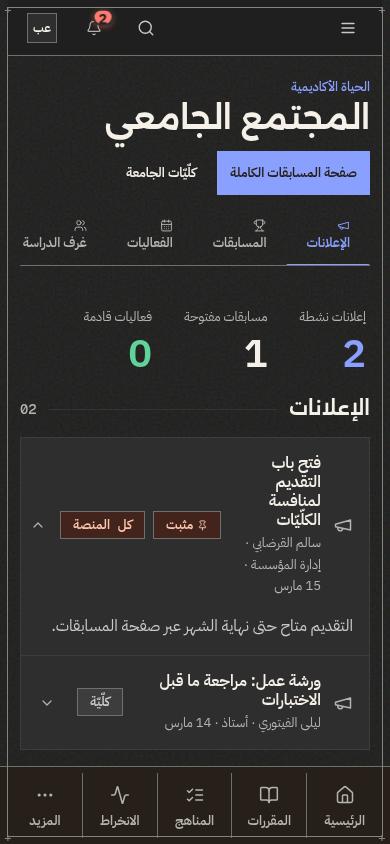 عب
2
الحياة الأكاديمية
المجتمع الجامعي
صفحة المسابقات الكاملة
كلّيّات الجامعة
الإعلانات
المسابقات
الفعاليات
غرف الدراسة
إعلانات نشطة
مسابقات مفتوحة
فعاليات قادمة
2
1
0
الإعلانات
02
فتح باب
التقديم
لمنافسة
الكلّيّات
سالم القرضابي ·
إدارة المؤسسة ·
15 مارس
مثبت
كل المنصة
التقديم متاح حتى نهاية الشهر عبر صفحة المسابقات.
ورشة عمل: مراجعة ما قبل
الاختبارات
ليلى الفيتوري · أستاذ · 14 مارس
كلّيّة
الرئيسية
المقررات
المناهج
الانخراط
المزيد